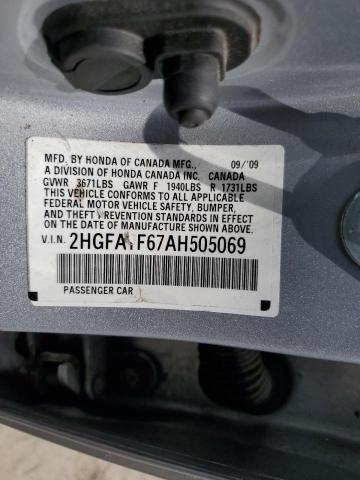 MFD. BY HONDA OF CANADA MFG., 09/'09
A DIVISION OF HONDA CANADA INC. CANADA
GVWR 3671LBS GAWR F 1940LBS R 1731LBS
THIS VEHICLE CONFORMS TO ALL APPLICABLE
FEDERAL MOTOR VEHICLE SAFETY, BUMPER,
AND THEFT PREVENTION STANDARDS IN EFFECT
ON THE DATE OF MANUFACTURE SHOWN ABOVE.
V.I.N. 2HGFA1F67AH505069
PASSENGER CAR